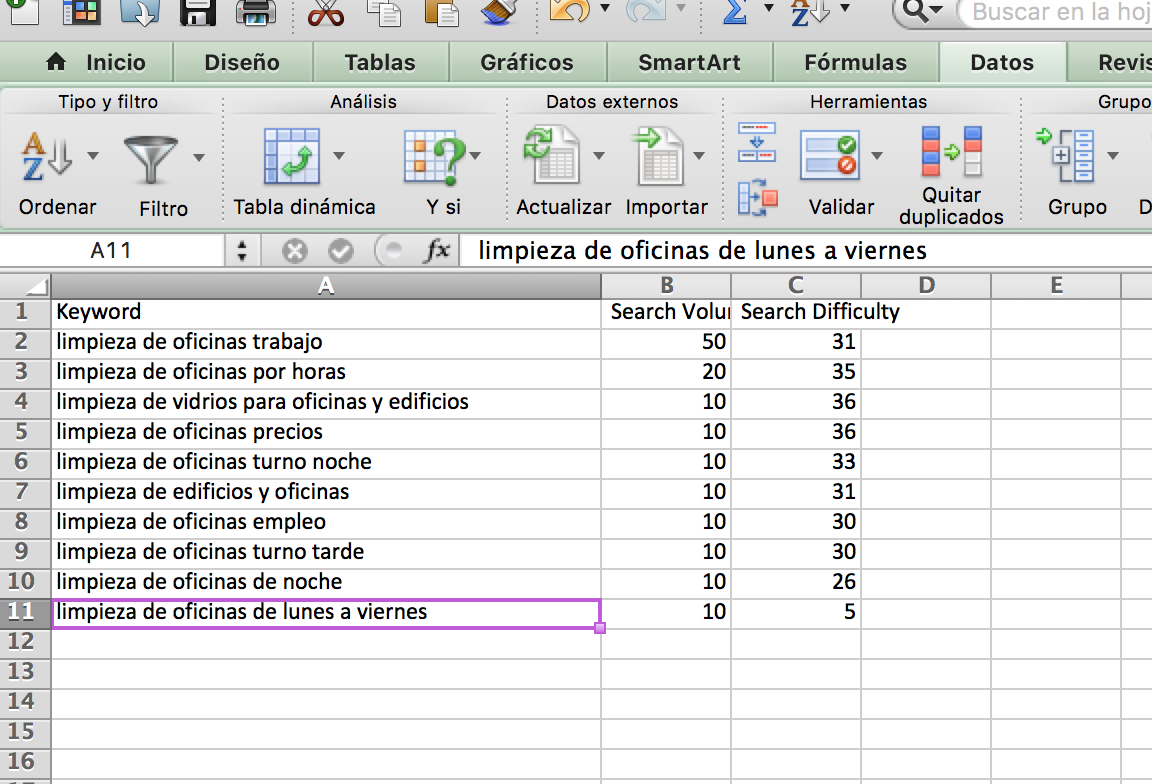 Buscar en la hoj
Inicio Diseño Tablas Gráficos SmartArt Fórmulas Datos Revis
Tipo y filtro Análisis Datos externos Herramientas Grupo
Ordenar Filtro Tabla dinámica Y si Actualizar Importar Validar Quitar duplicados Grupo D
A11 fx limpieza de oficinas de lunes a viernes
A B C D E
1 Keyword Search Volu Search Difficulty
2 limpieza de oficinas trabajo 50 31
3 limpieza de oficinas por horas 20 35
4 limpieza de vidrios para oficinas y edificios 10 36
5 limpieza de oficinas precios 10 36
6 limpieza de oficinas turno noche 10 33
7 limpieza de edificios y oficinas 10 31
8 limpieza de oficinas empleo 10 30
9 limpieza de oficinas turno tarde 10 30
10 limpieza de oficinas de noche 10 26
11 limpieza de oficinas de lunes a viernes 10 5
12
13
14
15
16